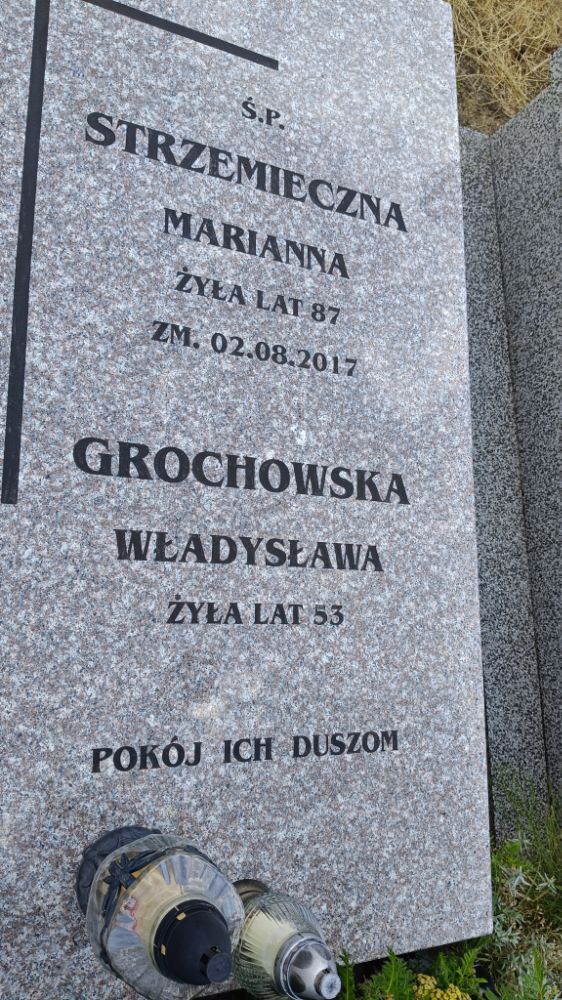 Ś.P.
STRZEMIECZNA
MARIANNA
ŻYŁA LAT 87
ZM. 02.08.2017
GROCHOWSKA
WŁADYSŁAWA
ŻYŁA LAT 53
POKÓJ ICH DUSZOM